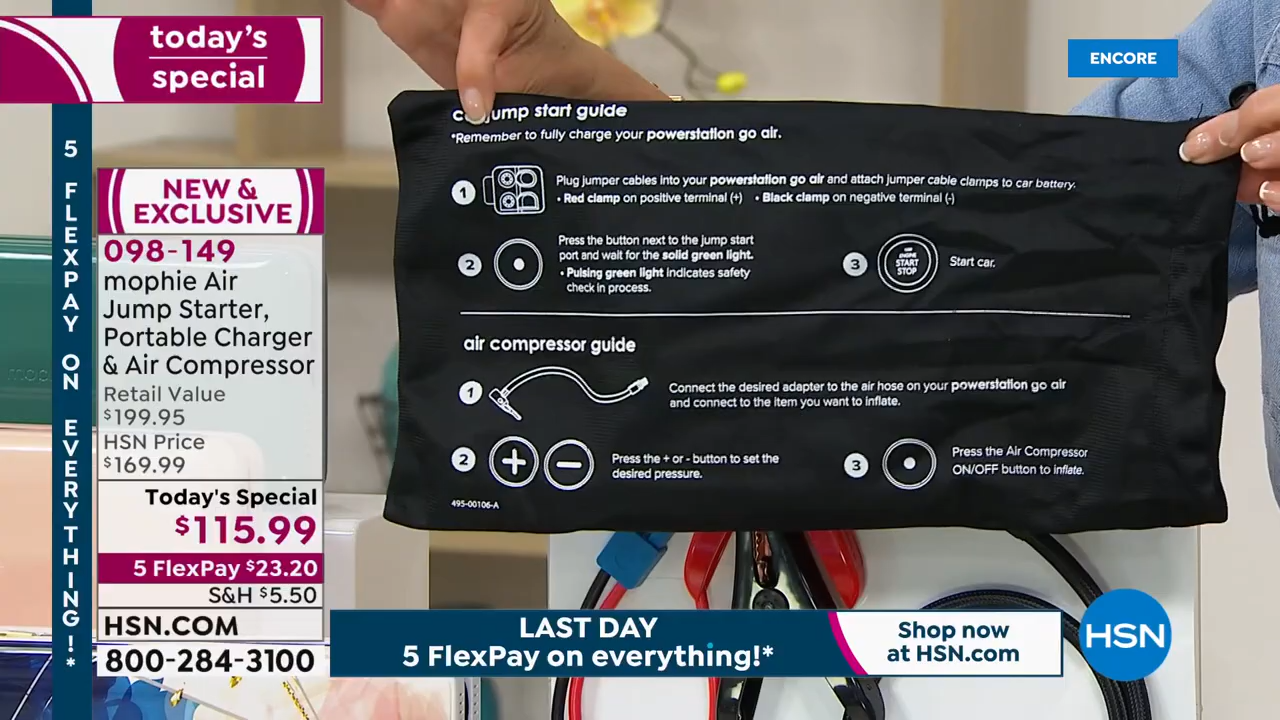 today's
special
ENCORE
5 FLEXPAY ON EVERYTHING!*
NEW &
EXCLUSIVE
098-149
mophie Air
Jump Starter,
Portable Charger
& Air Compressor
Retail Value
$199.95
HSN Price
$169.99
Today's Special
$115.99
5 FlexPay $23.20
S&H $5.50
HSN.COM
800-284-3100
jump start guide
*Remember to fully charge your powerstation go air.
1
Plug jumper cables into your powerstation go air and attach jumper cable clamps to car battery.
• Red clamp on positive terminal (+) • Black clamp on negative terminal (-)
2
Press the button next to the jump start
port and wait for the solid green light.
• Pulsing green light indicates safety
check in process.
3
START
STOP
Start car.
air compressor guide
1
Connect the desired adapter to the air hose on your powerstation go air
and connect to the item you want to inflate.
2
+ −
Press the + or - button to set the
desired pressure.
3
Press the Air Compressor
ON/OFF button to inflate.
495-00106-A
LAST DAY
5 FlexPay on everything!*
Shop now
at HSN.com
HSN